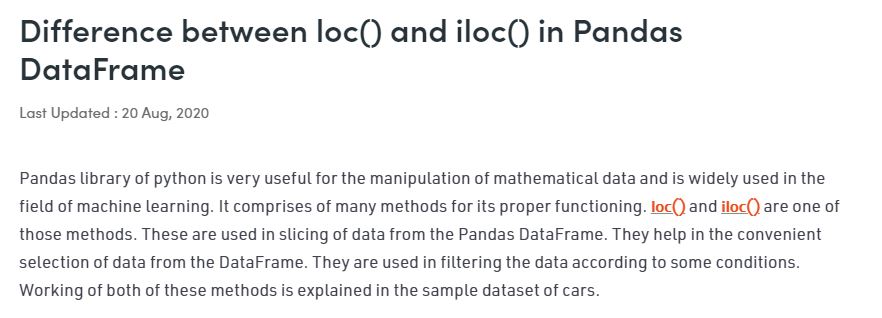 Difference between loc() and iloc() in Pandas
DataFrame
Last Updated : 20 Aug, 2020
Pandas library of python is very useful for the manipulation of mathematical data and is widely used in the
field of machine learning. It comprises of many methods for its proper functioning. loc() and iloc() are one of
those methods. These are used in slicing of data from the Pandas DataFrame. They help in the convenient
selection of data from the DataFrame. They are used in filtering the data according to some conditions.
Working of both of these methods is explained in the sample dataset of cars.